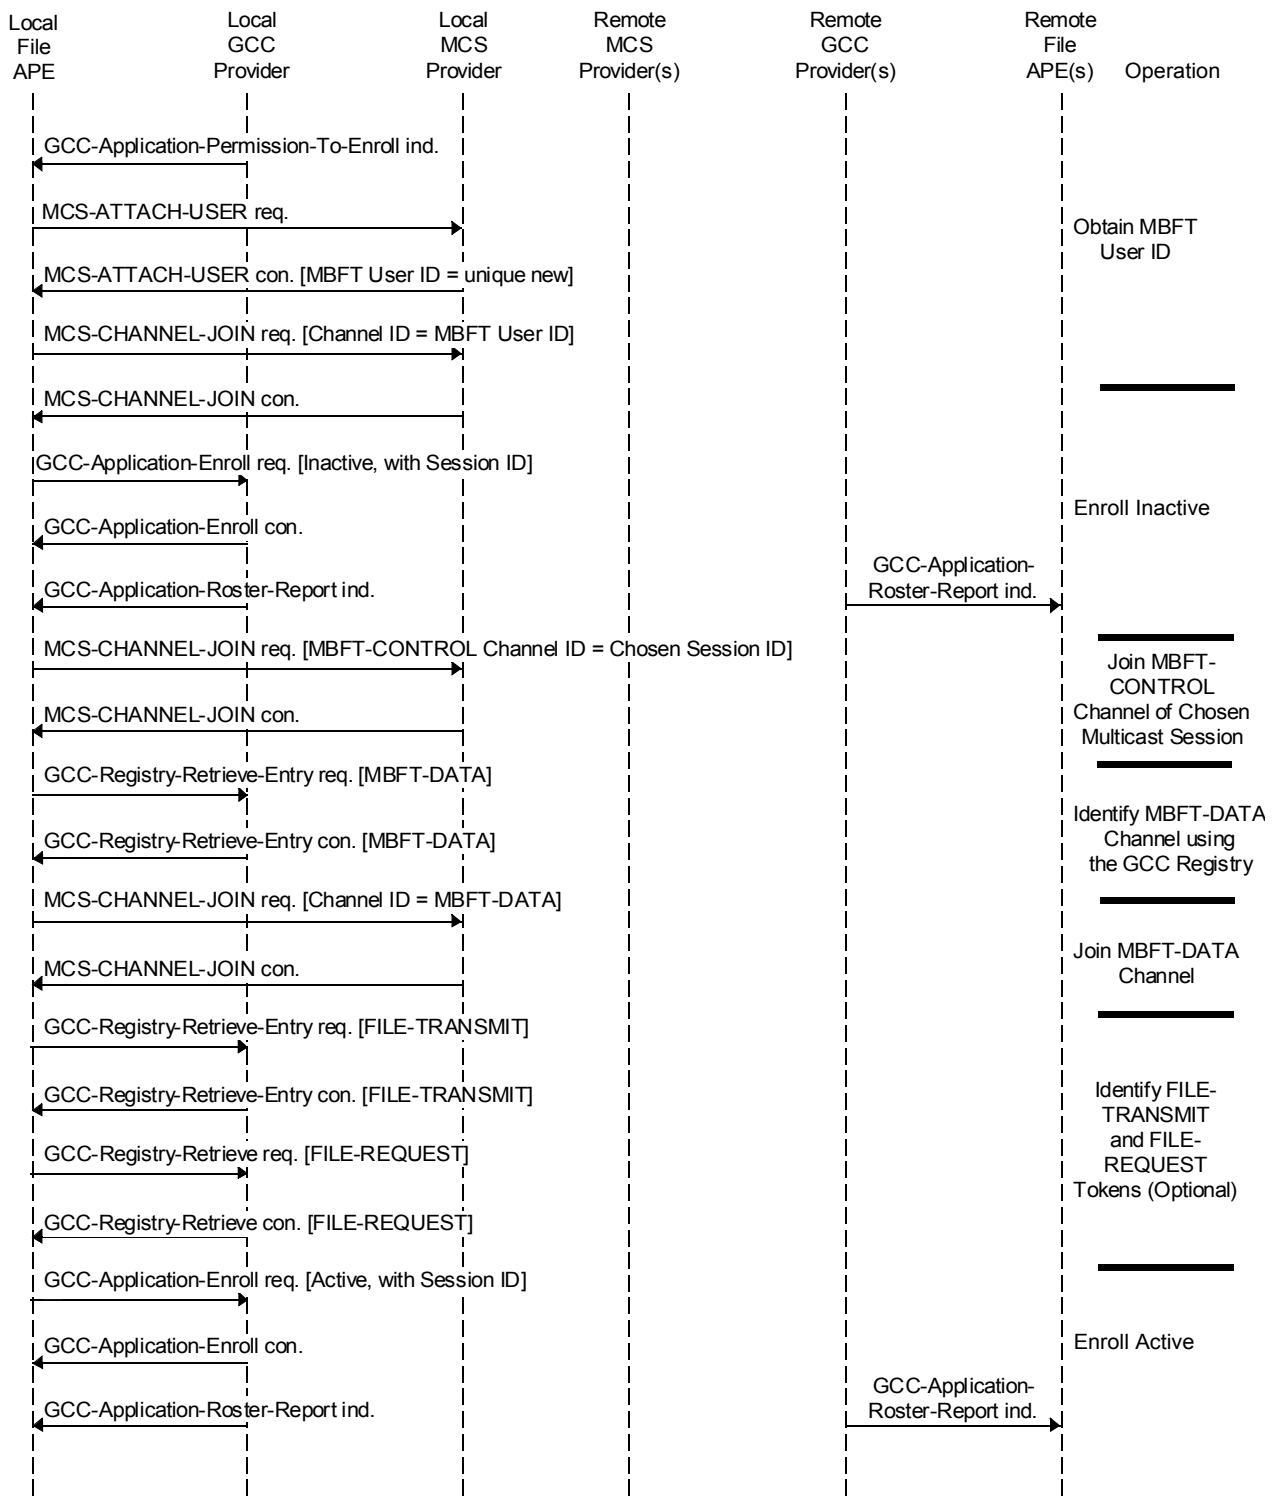 Local
File
APE
Local
GCC
Provider
Local
MCS
Provider
Remote
MCS
Provider(s)
Remote
GCC
Provider(s)
Remote
File
APE(s)
Operation
GCC-Application-Permission-To-Enroll ind.
MCS-ATTACH-USER req.
Obtain MBFT
User ID
MCS-ATTACH-USER con. [MBFT User ID = unique new]
MCS-CHANNEL-JOIN req. [Channel ID = MBFT User ID]
MCS-CHANNEL-JOIN con.
GCC-Application-Enroll req. [Inactive, with Session ID]
Enroll Inactive
GCC-Application-Enroll con.
GCC-Application-Roster-Report ind.
GCC-Application-
Roster-Report ind.
MCS-CHANNEL-JOIN req. [MBFT-CONTROL Channel ID = Chosen Session ID]
Join MBFT-
CONTROL
Channel of Chosen
Multicast Session
MCS-CHANNEL-JOIN con.
GCC-Registry-Retrieve-Entry req. [MBFT-DATA]
Identify MBFT-DATA
Channel using
the GCC Registry
GCC-Registry-Retrieve-Entry con. [MBFT-DATA]
MCS-CHANNEL-JOIN req. [Channel ID = MBFT-DATA]
Join MBFT-DATA
Channel
MCS-CHANNEL-JOIN con.
GCC-Registry-Retrieve-Entry req. [FILE-TRANSMIT]
GCC-Registry-Retrieve-Entry con. [FILE-TRANSMIT]
Identify FILE-
TRANSMIT
and FILE-
REQUEST
Tokens (Optional)
GCC-Registry-Retrieve req. [FILE-REQUEST]
GCC-Registry-Retrieve con. [FILE-REQUEST]
GCC-Application-Enroll req. [Active, with Session ID]
Enroll Active
GCC-Application-Enroll con.
GCC-Application-Roster-Report ind.
GCC-Application-
Roster-Report ind.